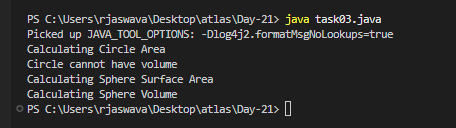 PS C:\Users\rjaswava\Desktop\atlas\Day-21> java task03.java
Picked up JAVA_TOOL_OPTIONS: -Dlog4j2.formatMsgNoLookups=true
Calculating Circle Area
Circle cannot have volume
Calculating Sphere Surface Area
Calculating Sphere Volume
PS C:\Users\rjaswava\Desktop\atlas\Day-21>